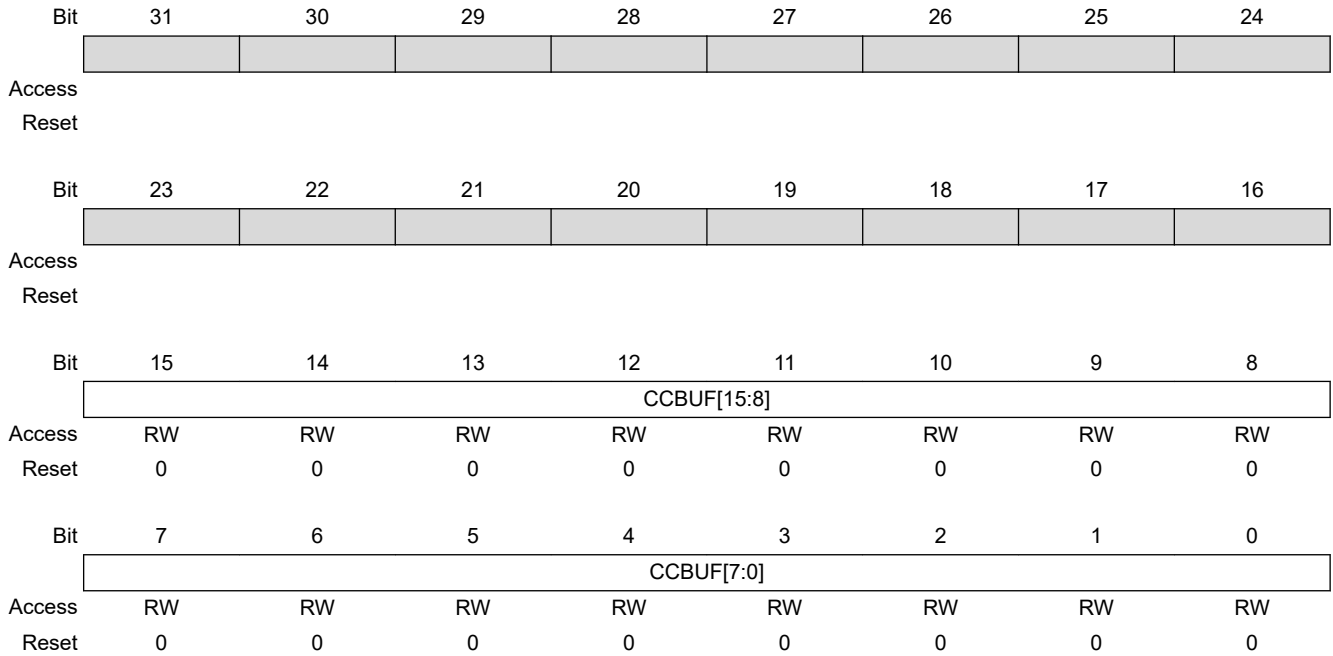 Bit 31 30 29 28 27 26 25 24
Access
Reset
Bit 23 22 21 20 19 18 17 16
Access
Reset
Bit 15 14 13 12 11 10 9 8
CCBUF[15:8]
Access RW RW RW RW RW RW RW RW
Reset 0 0 0 0 0 0 0 0
Bit 7 6 5 4 3 2 1 0
CCBUF[7:0]
Access RW RW RW RW RW RW RW RW
Reset 0 0 0 0 0 0 0 0